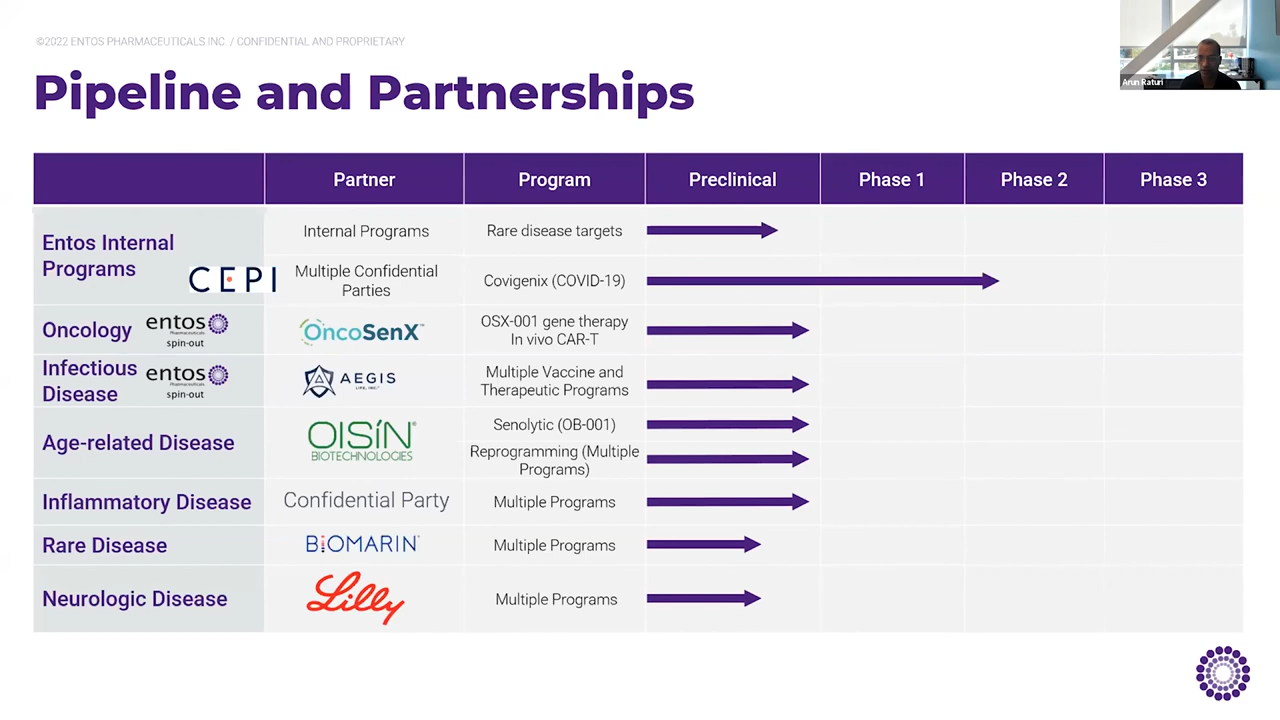 ©2022 ENTOS PHARMACEUTICALS INC. / CONFIDENTIAL AND PROPRIETARY
Arun Raturi
Pipeline and Partnerships
Partner
Program
Preclinical
Phase 1
Phase 2
Phase 3
Entos Internal
Programs
CEPI
Internal Programs
Rare disease targets
Multiple Confidential
Parties
Covigenix (COVID-19)
Oncology
entos
Pharmaceuticals
spin-out
OncoSenX™
OSX-001 gene therapy
In vivo CAR-T
Infectious
Disease
entos
Pharmaceuticals
spin-out
AEGIS
LIFE, INC.
Multiple Vaccine and
Therapeutic Programs
Age-related Disease
OISÍN®
BIOTECHNOLOGIES
Senolytic (OB-001)
Reprogramming (Multiple
Programs)
Inflammatory Disease
Confidential Party
Multiple Programs
Rare Disease
BIOMARIN
Multiple Programs
Neurologic Disease
Lilly
Multiple Programs